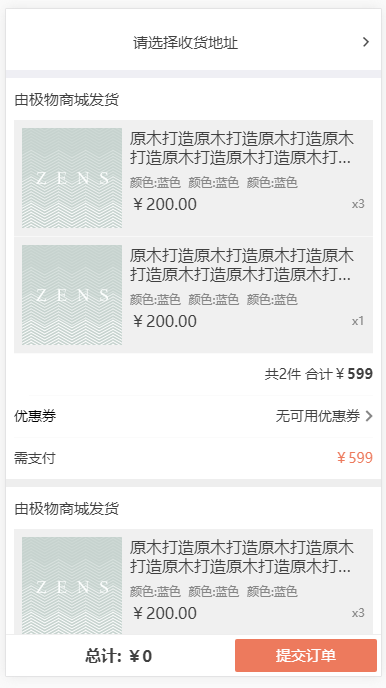 请选择收货地址
由极物商城发货
ZENS
原木打造原木打造原木打造原木
打造原木打造原木打造原木打...
颜色:蓝色 颜色:蓝色 颜色:蓝色
￥200.00 x3
ZENS
原木打造原木打造原木打造原木
打造原木打造原木打造原木打...
颜色:蓝色 颜色:蓝色 颜色:蓝色
￥200.00 x1
共2件 合计￥599
优惠券 无可用优惠券
需支付 ￥599
由极物商城发货
ZENS
原木打造原木打造原木打造原木
打造原木打造原木打造原木打...
颜色:蓝色 颜色:蓝色 颜色:蓝色
￥200.00 x3
总计: ￥0 提交订单